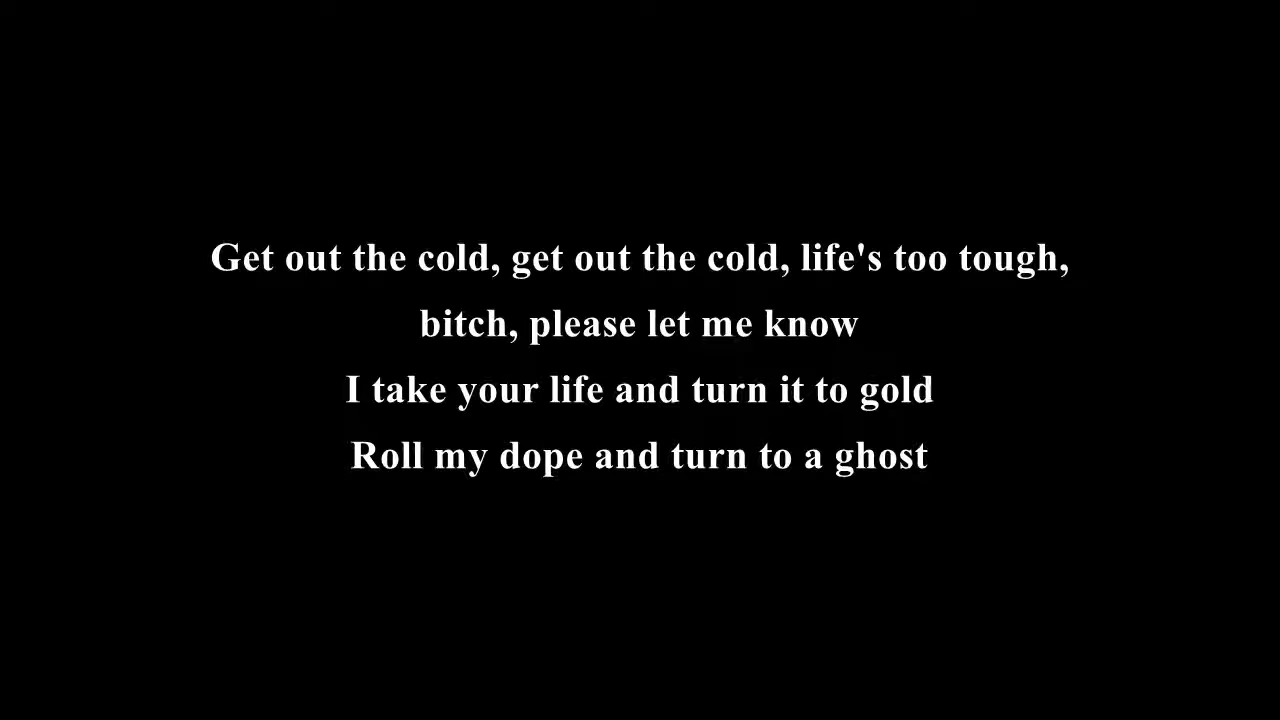 Get out the cold, get out the cold, life's too tough,
bitch, please let me know
I take your life and turn it to gold
Roll my dope and turn to a ghost